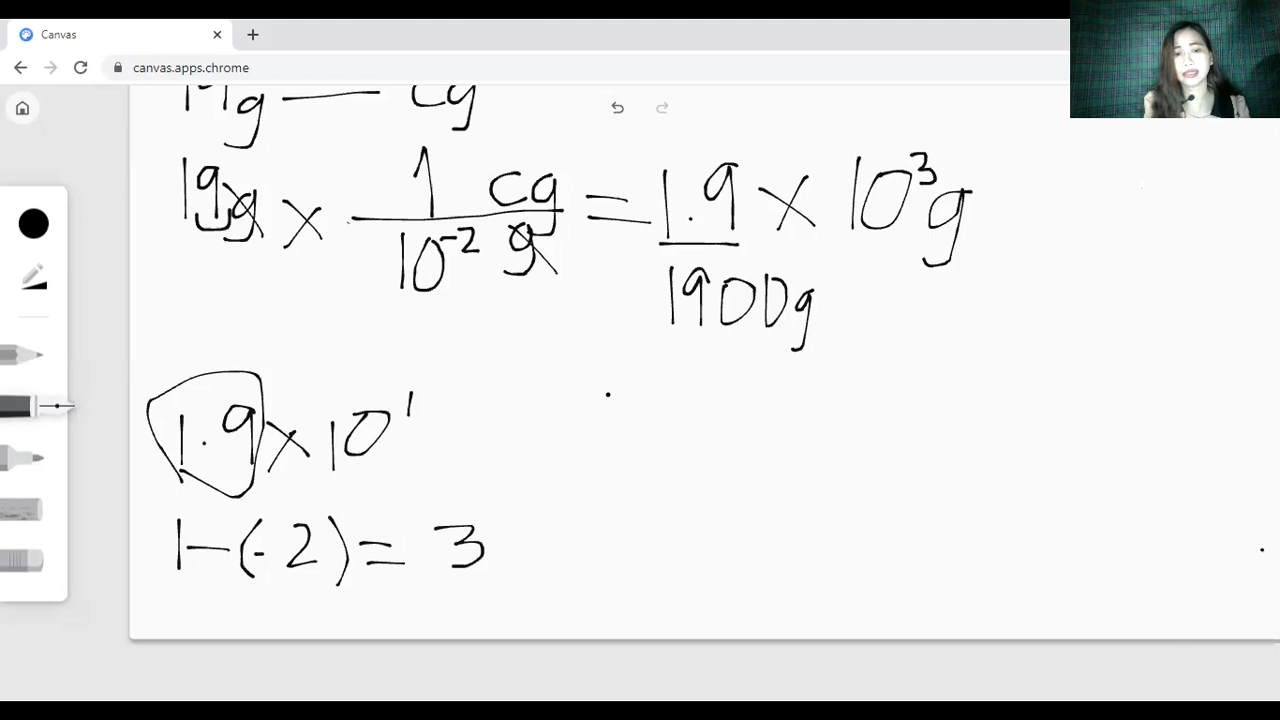 Canvas
canvas.apps.chrome
19g — cg
19g × 1 cg / 10⁻² g = 1.9 × 10³ g
1900g
1.9 × 10¹
1-(-2) = 3